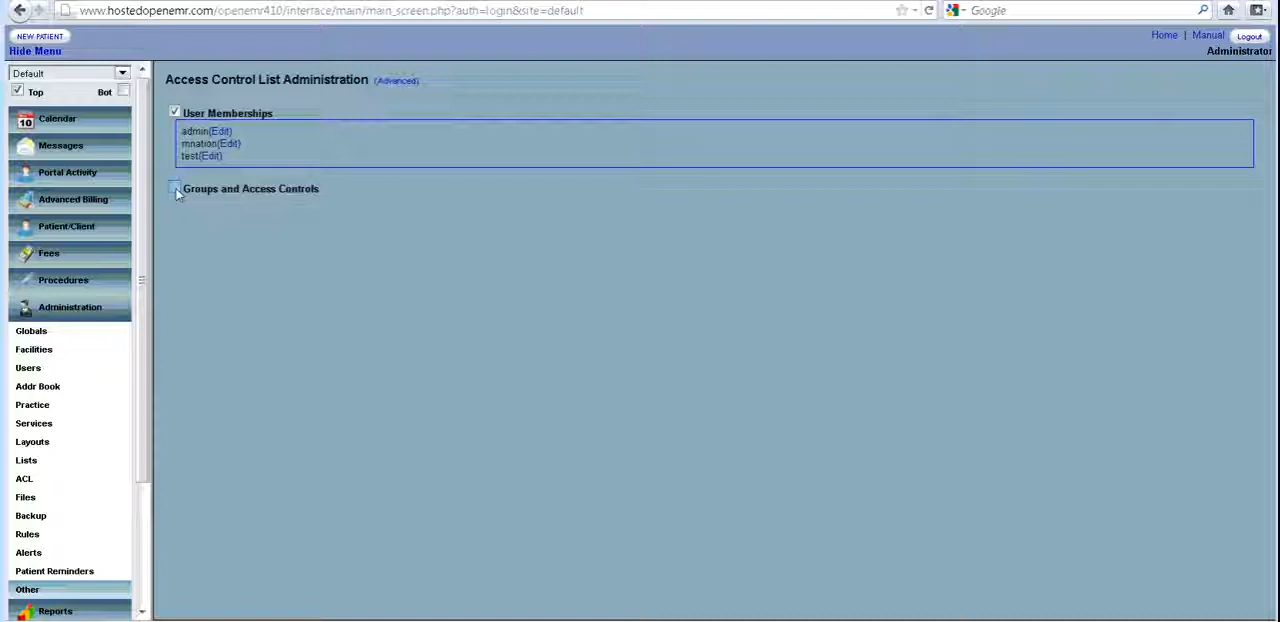 www.hostedopenemr.com/openemr410/interface/main/main_screen.php?auth=login&site=default
Google
NEW PATIENT
Home | Manual Logout
Hide Menu
Administrator
Default
Top Bot
Access Control List Administration (Advanced)
User Memberships
admin(Edit)
mnation(Edit)
test(Edit)
Groups and Access Controls
10 Calendar
Messages
Portal Activity
Advanced Billing
Patient/Client
Fees
Procedures
Administration
Globals
Facilities
Users
Addr Book
Practice
Services
Layouts
Lists
ACL
Files
Backup
Rules
Alerts
Patient Reminders
Other
Reports